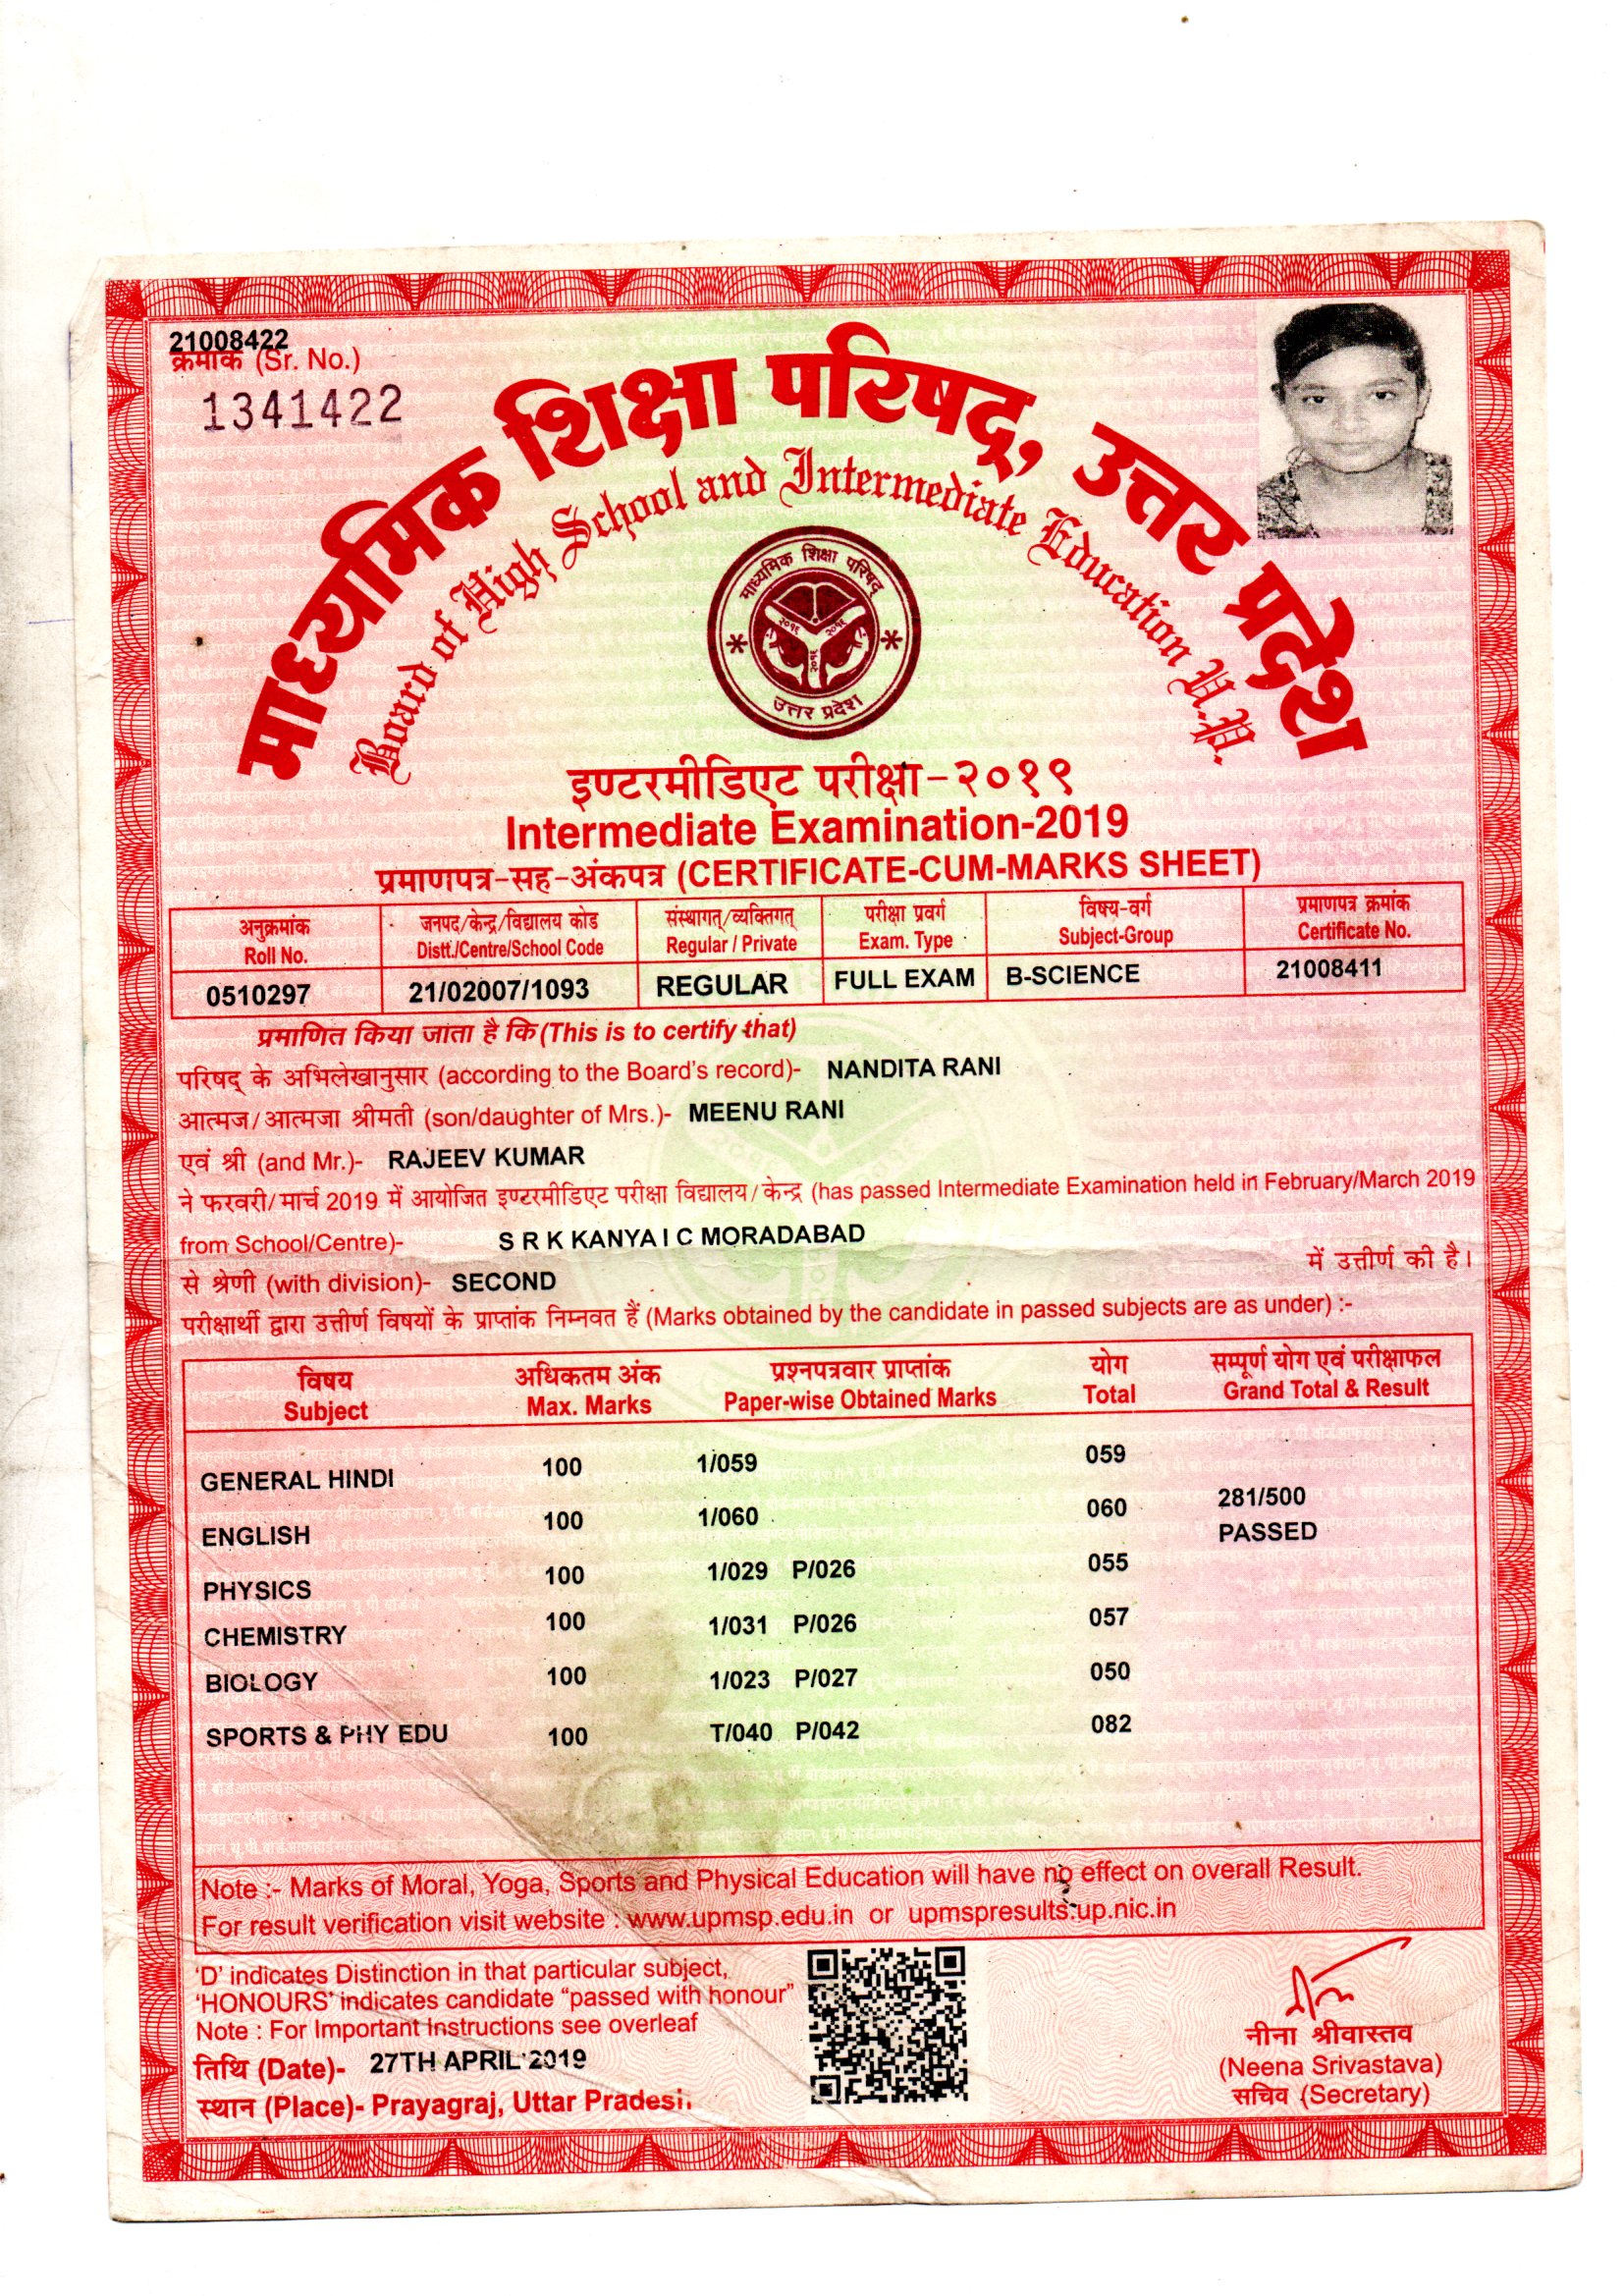 21008422
क्रमांक (Sr. No.)
1341422
माध्यमिक शिक्षा परिषद्, उत्तर प्रदेश
Board of High School and Intermediate Education U.P.
माध्यमिक शिक्षा परिषद्
२०१६ २०१६
२०१६
उत्तर प्रदेश
इण्टरमीडिएट परीक्षा-२०१९
Intermediate Examination-2019
प्रमाणपत्र-सह-अंकपत्र (CERTIFICATE-CUM-MARKS SHEET)
अनुक्रमांक जनपद/केन्द्र/विद्यालय कोड संस्थागत्/व्यक्तिगत् परीक्षा प्रवर्ग विषय-वर्ग प्रमाणपत्र क्रमांक
Roll No. Distt./Centre/School Code Regular / Private Exam. Type Subject-Group Certificate No.
0510297 21/02007/1093 REGULAR FULL EXAM B-SCIENCE 21008411
प्रमाणित किया जाता है कि (This is to certify that)
परिषद् के अभिलेखानुसार (according to the Board's record)- NANDITA RANI
आत्मज/आत्मजा श्रीमती (son/daughter of Mrs.)- MEENU RANI
एवं श्री (and Mr.)- RAJEEV KUMAR
ने फरवरी/मार्च 2019 में आयोजित इण्टरमीडिएट परीक्षा विद्यालय/केन्द्र (has passed Intermediate Examination held in February/March 2019
from School/Centre)- S R K KANYA I C MORADABAD
से श्रेणी (with division)- SECOND में उत्तीर्ण की है।
परीक्षार्थी द्वारा उत्तीर्ण विषयों के प्राप्तांक निम्नवत हैं (Marks obtained by the candidate in passed subjects are as under) :-
विषय अधिकतम अंक प्रश्नपत्रवार प्राप्तांक योग सम्पूर्ण योग एवं परीक्षाफल
Subject Max. Marks Paper-wise Obtained Marks Total Grand Total & Result
GENERAL HINDI 100 1/059 059
281/500
ENGLISH 100 1/060 060
PASSED
PHYSICS 100 1/029 P/026 055
CHEMISTRY 100 1/031 P/026 057
BIOLOGY 100 1/023 P/027 050
SPORTS & PHY EDU 100 T/040 P/042 082
Note :- Marks of Moral, Yoga, Sports and Physical Education will have no effect on overall Result.
For result verification visit website : www.upmsp.edu.in or upmspresults.up.nic.in
'D' indicates Distinction in that particular subject,
'HONOURS' indicates candidate "passed with honour"
Note : For Important Instructions see overleaf
तिथि (Date)- 27TH APRIL'2019
स्थान (Place)- Prayagraj, Uttar Pradesh
नीना श्रीवास्तव
(Neena Srivastava)
सचिव (Secretary)